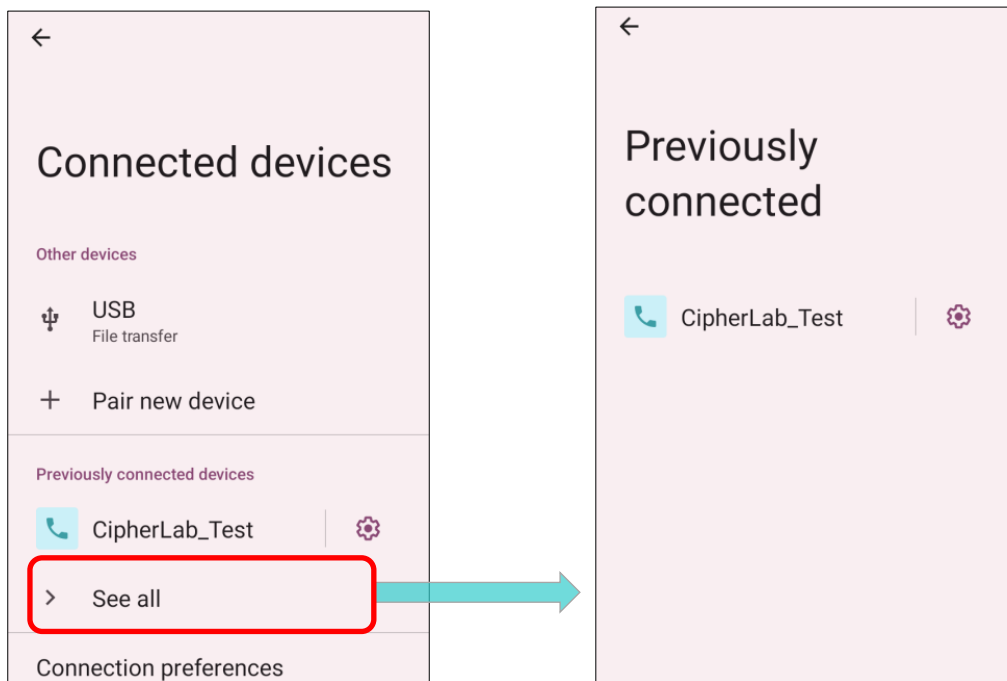 Connected devices
Other devices
USB
File transfer
Pair new device
Previously connected devices
CipherLab_Test
See all
Connection preferences
Previously
connected
CipherLab_Test